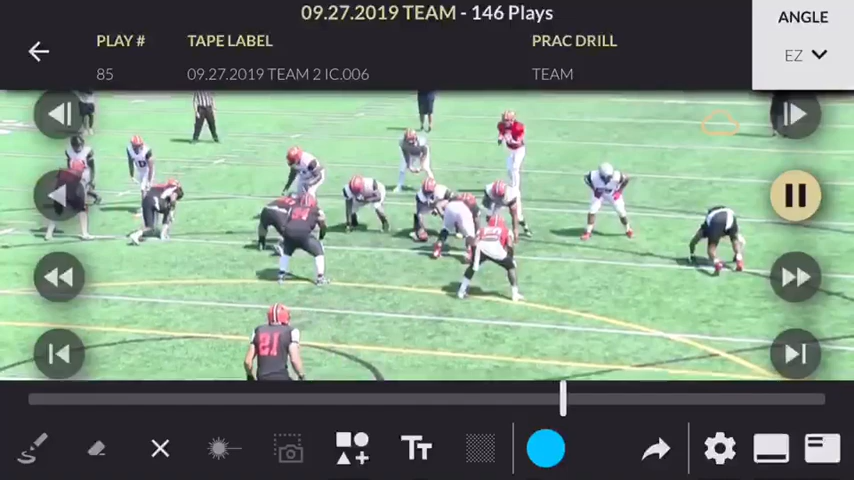 09.27.2019 TEAM - 146 Plays
ANGLE
PLAY #
TAPE LABEL
PRAC DRILL
EZ
85
09.27.2019 TEAM 2 IC.006
TEAM
21
TT